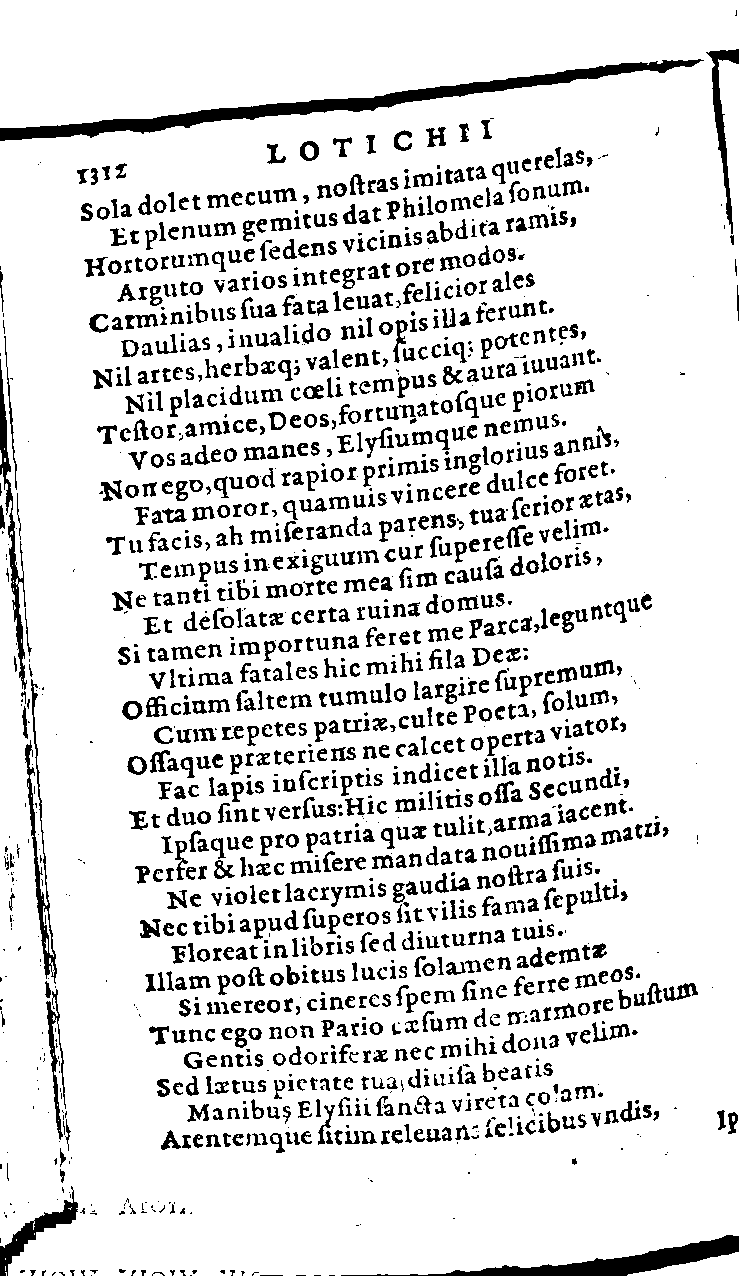 1312 LOTICHII
Sola dolet mecum, noſtras imitata querelas,
Et plenum gemitus dat Philomela ſonum.
Hortorumque ſedens vicinis abdita ramis,
Arguto varios integrat ore modos.
Carminibus ſua fata leuat, felicior ales
Daulias, inualido nil opis illa ferunt.
Nil artes, herbæq; valent, ſucciq; potentes,
Nil placidum cœli tempus & aura iuuant.
Teſtor, amice, Deos, fortunatoſque piorum
Vos adeo manes, Elyſiumque nemus.
Non ego, quod rapior primis inglorius annis,
Fata moror, quamuis vincere dulce foret.
Tu facis, ah miſeranda parens, tua ſerior ætas,
Tempus in exiguum cur ſupereſſe velim.
Ne tanti tibi morte mea ſim cauſa doloris,
Et deſolatæ certa ruina domus.
Si tamen importuna feret me Parca, leguntque
Vltima fatales hic mihi fila Deæ:
Officium ſaltem tumulo largire ſupremum,
Cum repetes patriæ, culte Poeta, ſolum,
Oſſaque præteriens ne calcet operta viator,
Fac lapis inſcriptis indicet illa notis.
Et duo ſint verſus: Hic militis oſſa Secundi,
Ipſaque pro patria quæ tulit, arma iacent.
Perfer & hæc miſere mandata nouiſſima matri,
Ne violet lacrymis gaudia noſtra ſuis.
Nec tibi apud ſuperos ſit vilis fama ſepulti,
Floreat in libris ſed diuturna tuis.
Illam poſt obitus lucis ſolamen ademtæ
Si mereor, cineres ſpem ſine ferre meos.
Tunc ego non Pario cæſum de marmore buſtum
Gentis odoriferæ nec mihi dona velim.
Sed lætus pietate tua, diuiſa beatis
Manibus Elyſii ſancta vireta colam.
Arentemque ſitim releuans felicibus vndis,
Ip